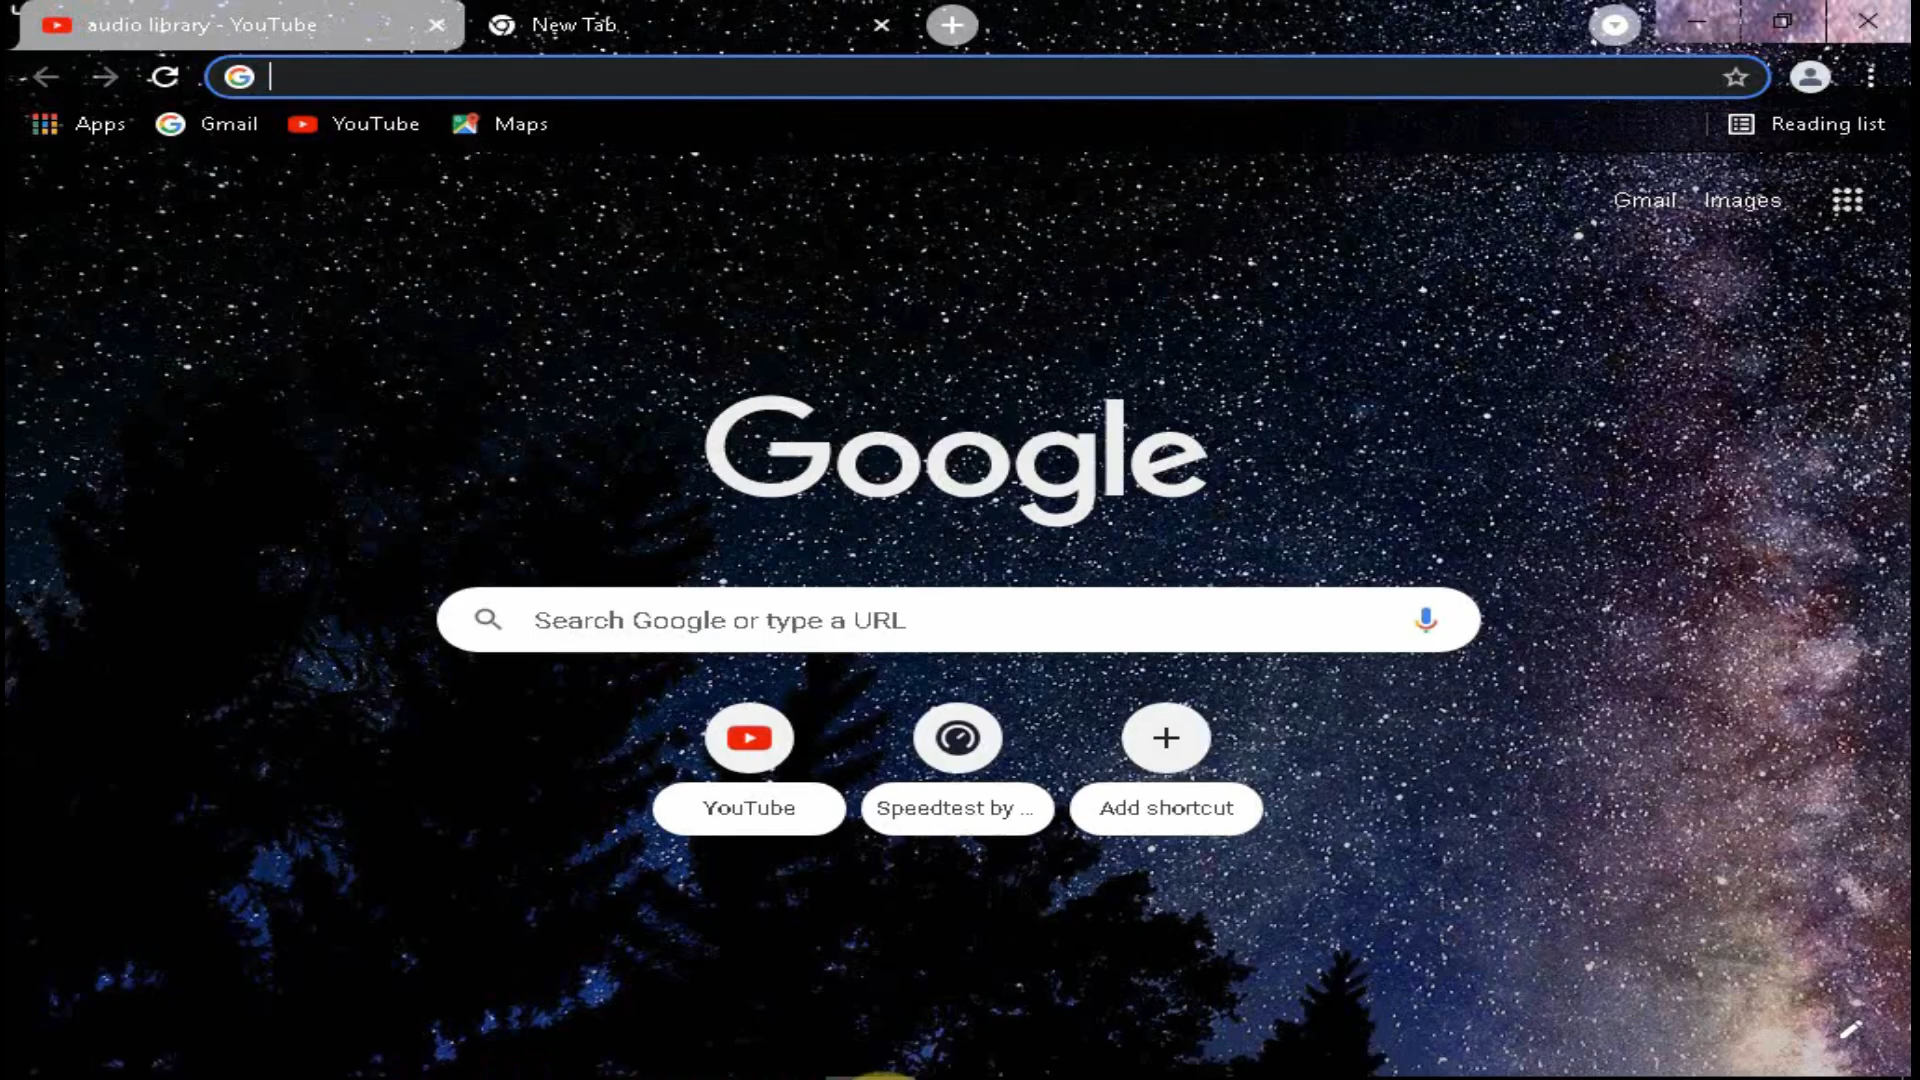 audio library - YouTube
New Tab
Apps
Gmail
YouTube
Maps
Reading list
Gmail
Images
Google
Search Google or type a URL
YouTube
Speedtest by ...
Add shortcut